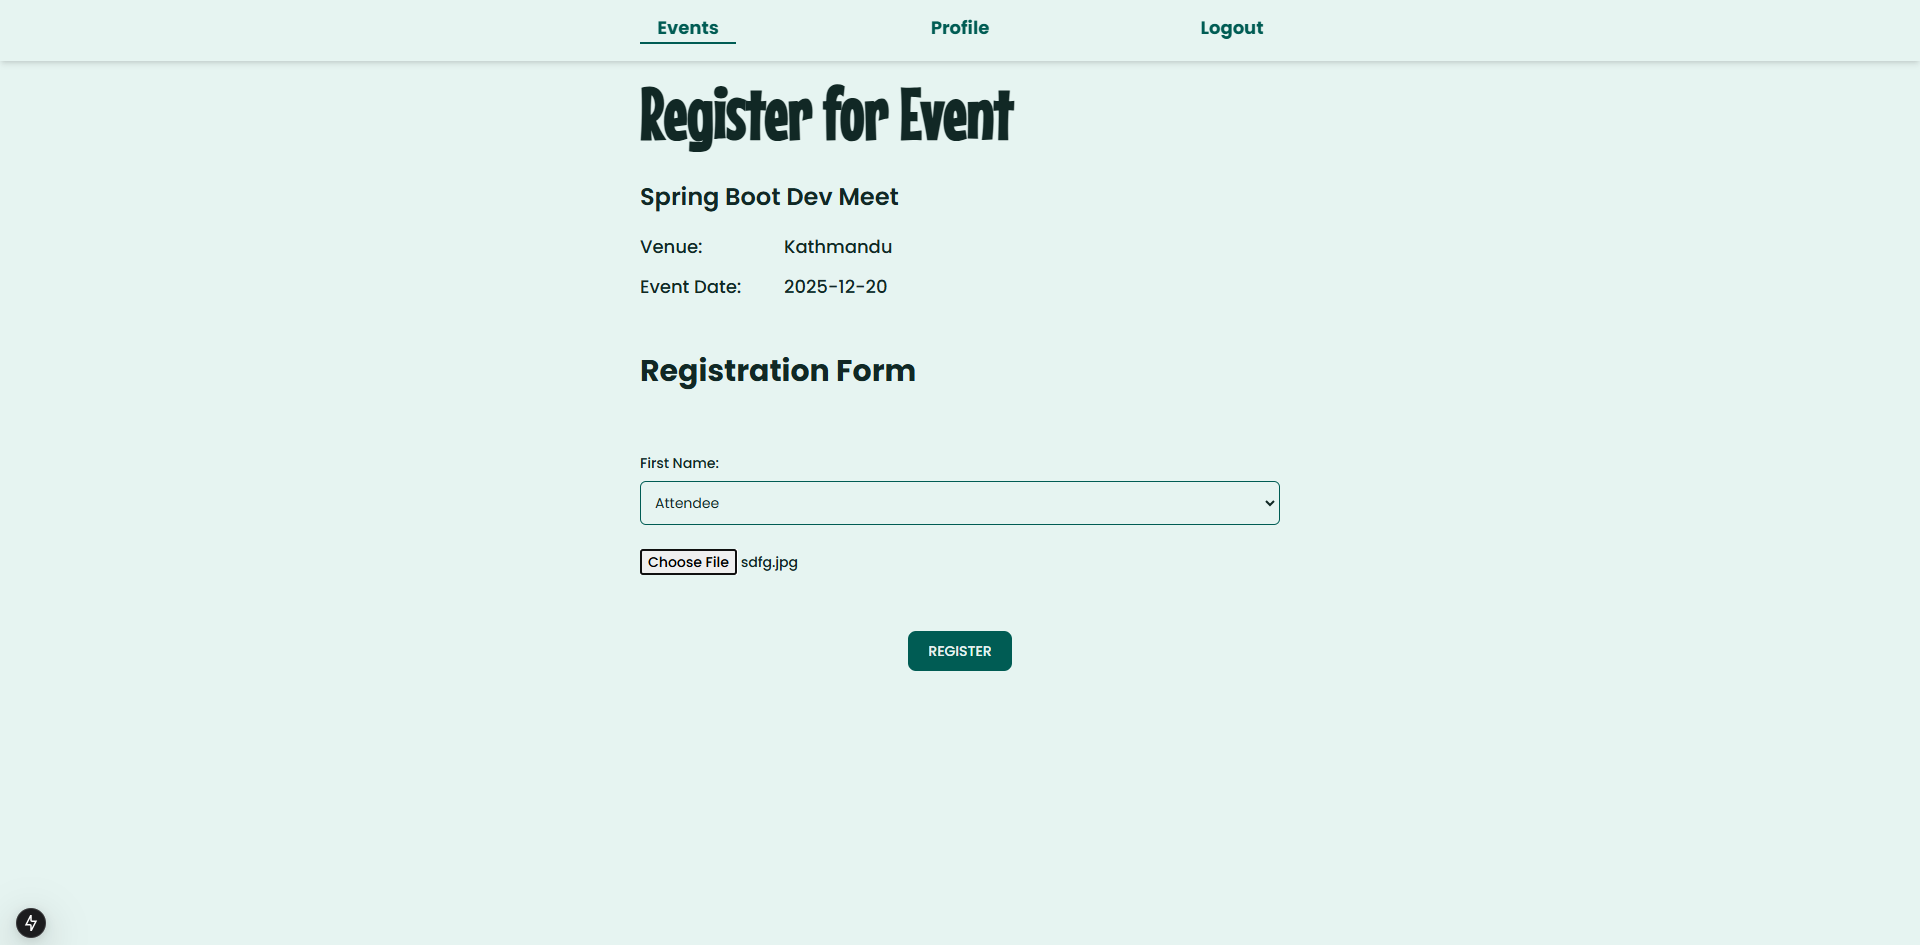 Events Profile Logout
Register for Event
Spring Boot Dev Meet
Venue: Kathmandu
Event Date: 2025-12-20
Registration Form
First Name:
Attendee
Choose File sdfg.jpg
REGISTER